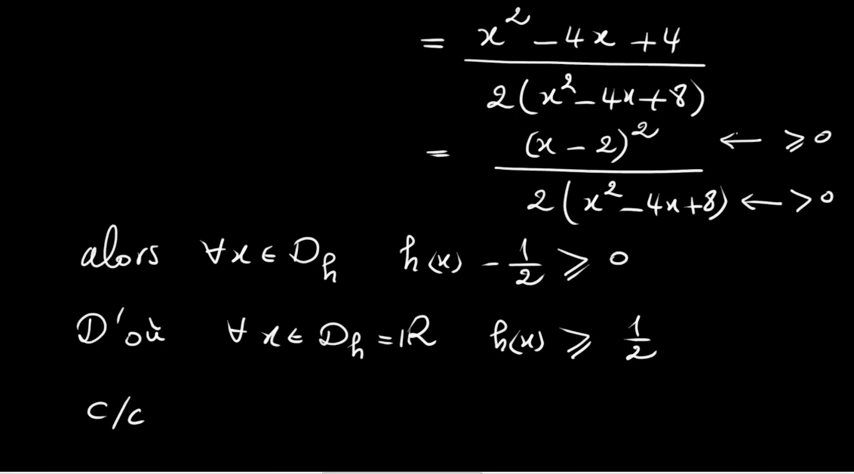 = x² - 4x + 4 / 2(x² - 4x + 8)
= (x - 2)² ← ⩾ 0 / 2(x² - 4x + 8) ← > 0
alors ∀x ∈ D_h h(x) - 1/2 ⩾ 0
D'où ∀x ∈ D_h = ℝ h(x) ⩾ 1/2
c/c